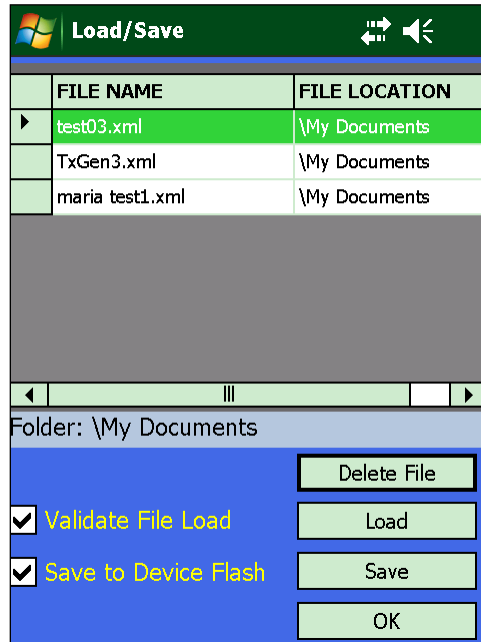 Load/Save
FILE NAME FILE LOCATION
test03.xml \My Documents
TxGen3.xml \My Documents
maria test1.xml \My Documents
Folder: \My Documents
Delete File
Validate File Load Load
Save to Device Flash Save
OK